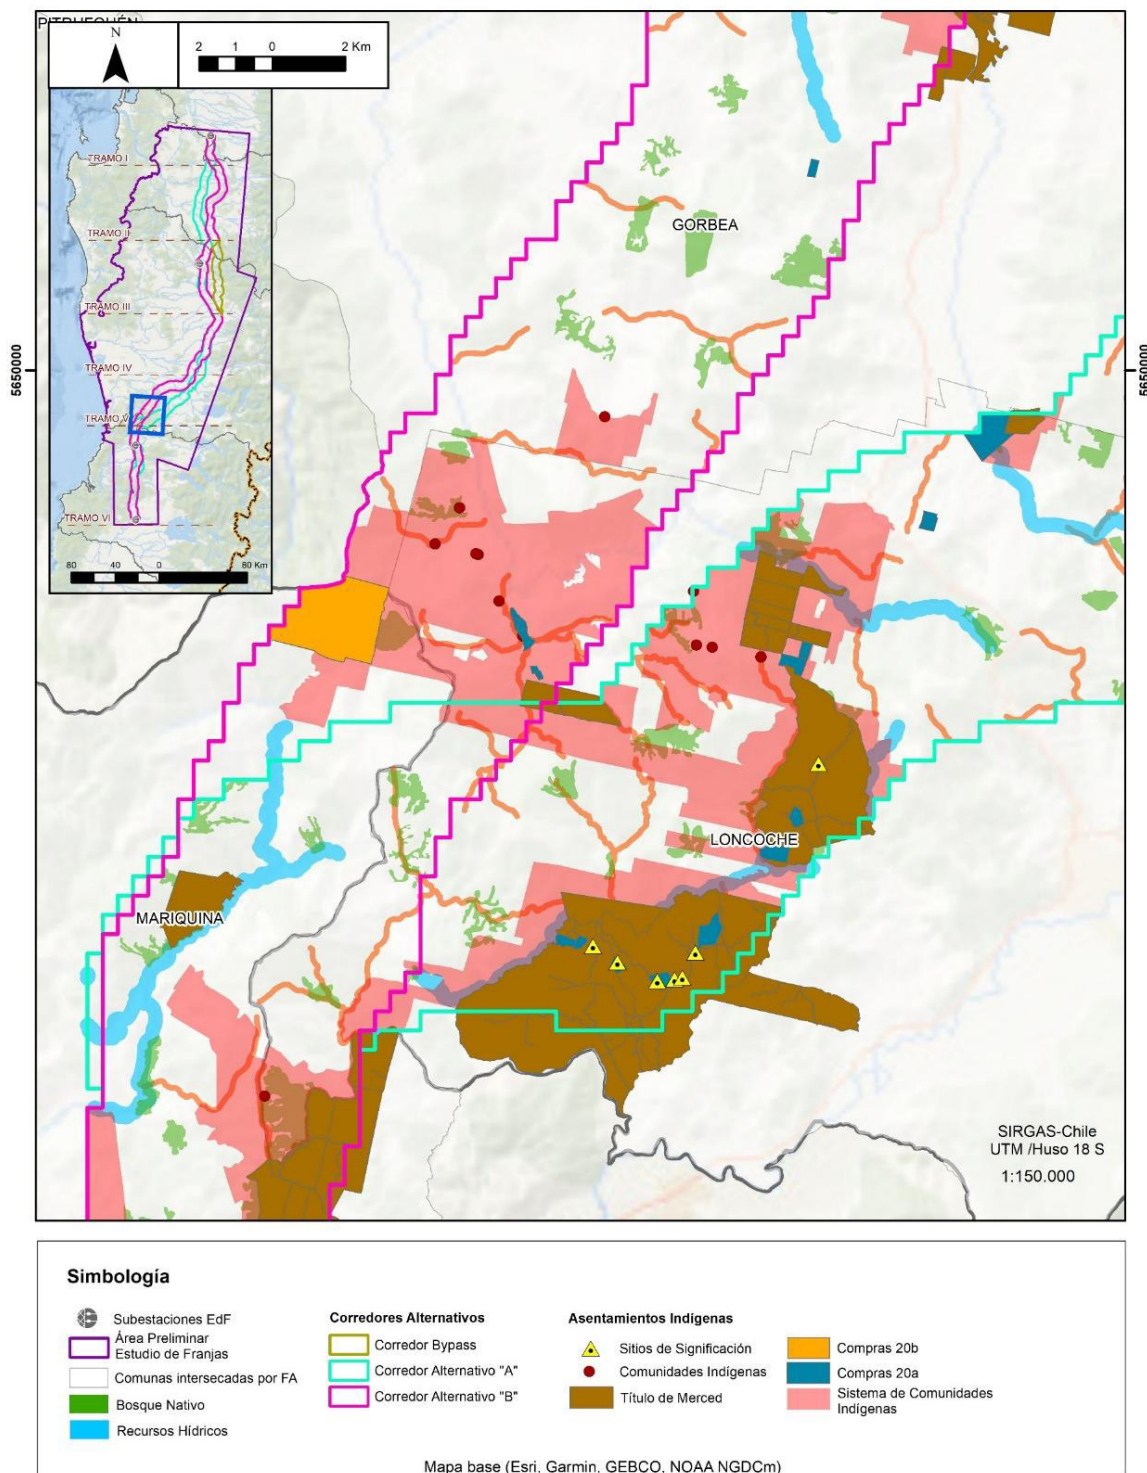 PITRUFQUÉN
N
2 1 0 2 Km
TRAMO I
TRAMO II
TRAMO III
TRAMO IV
TRAMO V
TRAMO VI
80 40 0 80 Km
5650000
5650000
GORBEA
LONCOCHE
MARIQUINA
SIRGAS-Chile
UTM /Huso 18 S
1:150.000
Simbología
Subestaciones EdF
Área Preliminar
Estudio de Franjas
Comunas intersecadas por FA
Bosque Nativo
Recursos Hídricos
Corredores Alternativos
Corredor Bypass
Corredor Alternativo "A"
Corredor Alternativo "B"
Asentamientos Indígenas
Sitios de Significación
Comunidades Indígenas
Título de Merced
Compras 20b
Compras 20a
Sistema de Comunidades
Indígenas
Mapa base (Esri, Garmin, GEBCO, NOAA NGDCm)